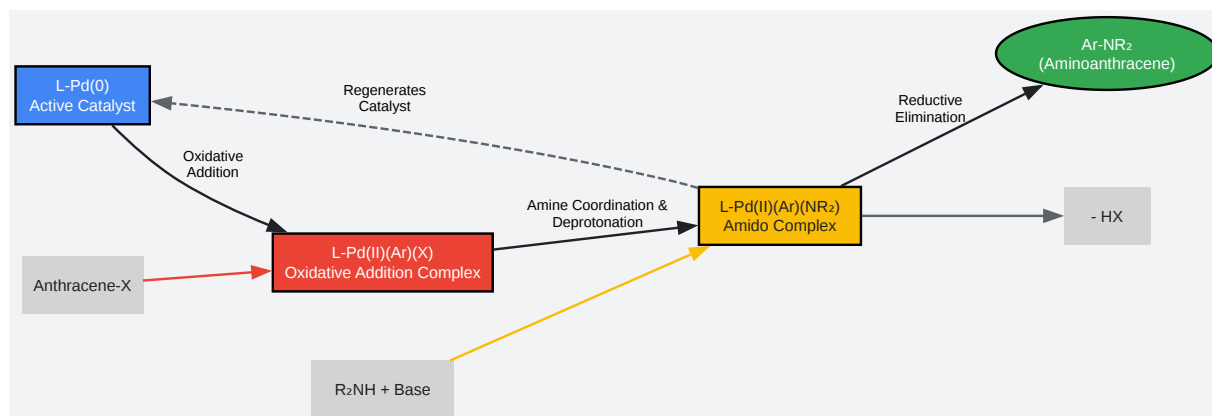 Ar-NR₂
(Aminoanthracene)
L-Pd(0)
Active Catalyst
Regenerates
Catalyst
Reductive
Elimination
Oxidative
Addition
Amine Coordination &
Deprotonation
L-Pd(II)(Ar)(NR₂)
Amido Complex
- HX
L-Pd(II)(Ar)(X)
Oxidative Addition Complex
Anthracene-X
R₂NH + Base